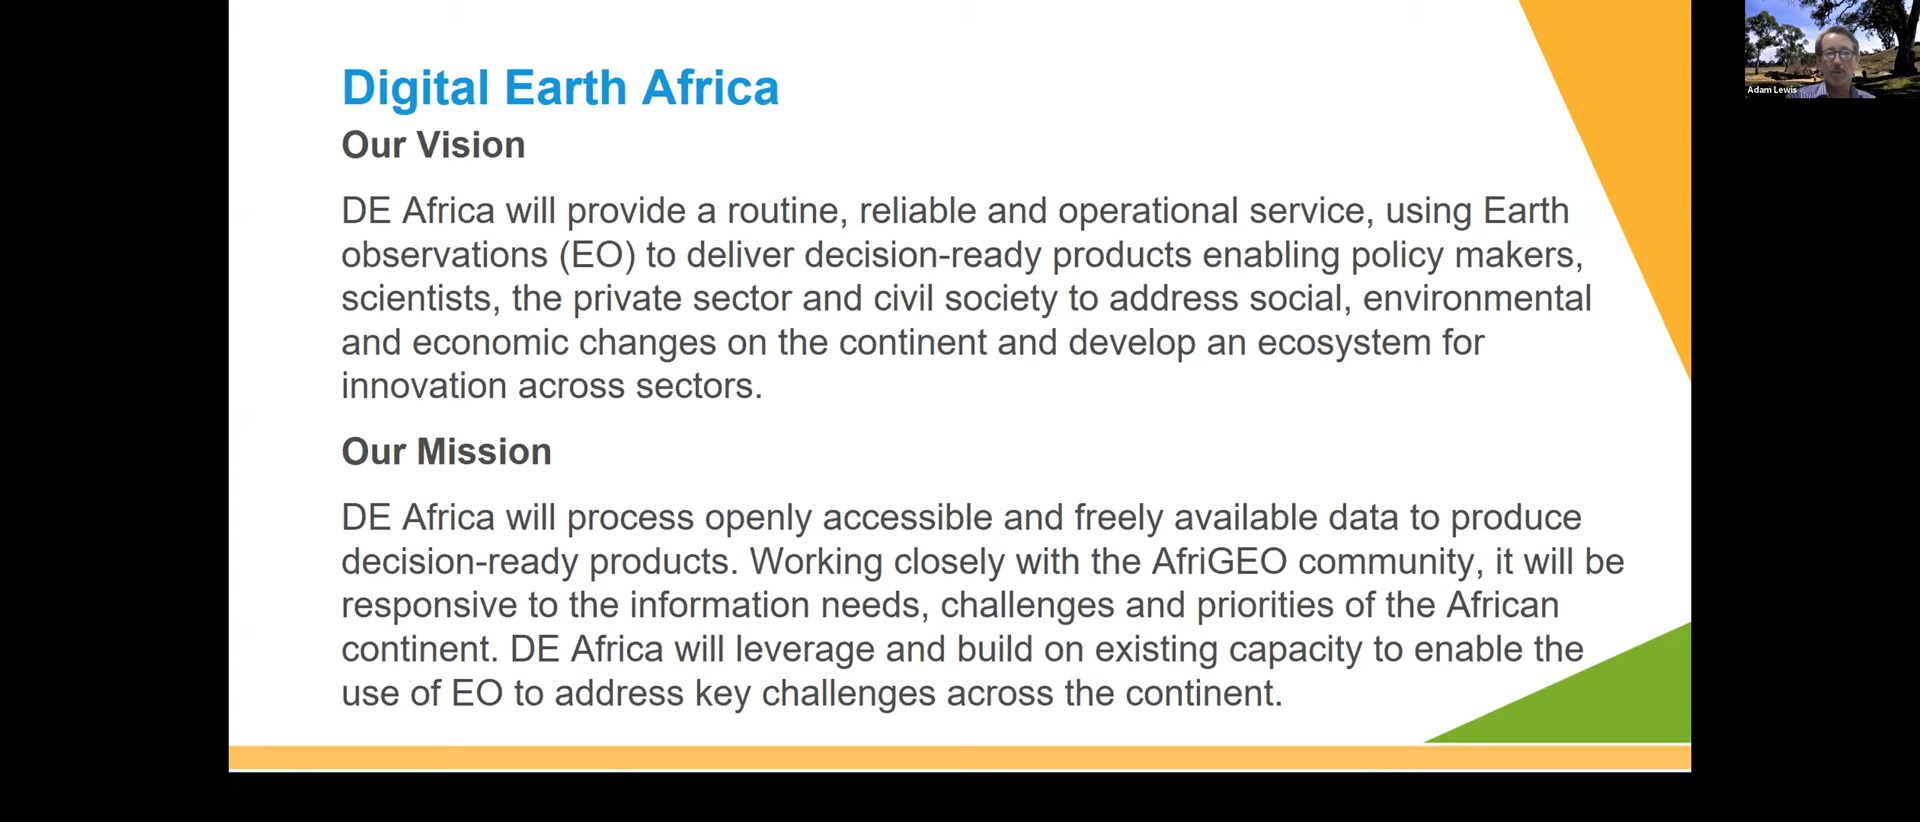 Digital Earth Africa
Our Vision
DE Africa will provide a routine, reliable and operational service, using Earth
observations (EO) to deliver decision-ready products enabling policy makers,
scientists, the private sector and civil society to address social, environmental
and economic changes on the continent and develop an ecosystem for
innovation across sectors.
Our Mission
DE Africa will process openly accessible and freely available data to produce
decision-ready products. Working closely with the AfriGEO community, it will be
responsive to the information needs, challenges and priorities of the African
continent. DE Africa will leverage and build on existing capacity to enable the
use of EO to address key challenges across the continent.
Adam Lewis